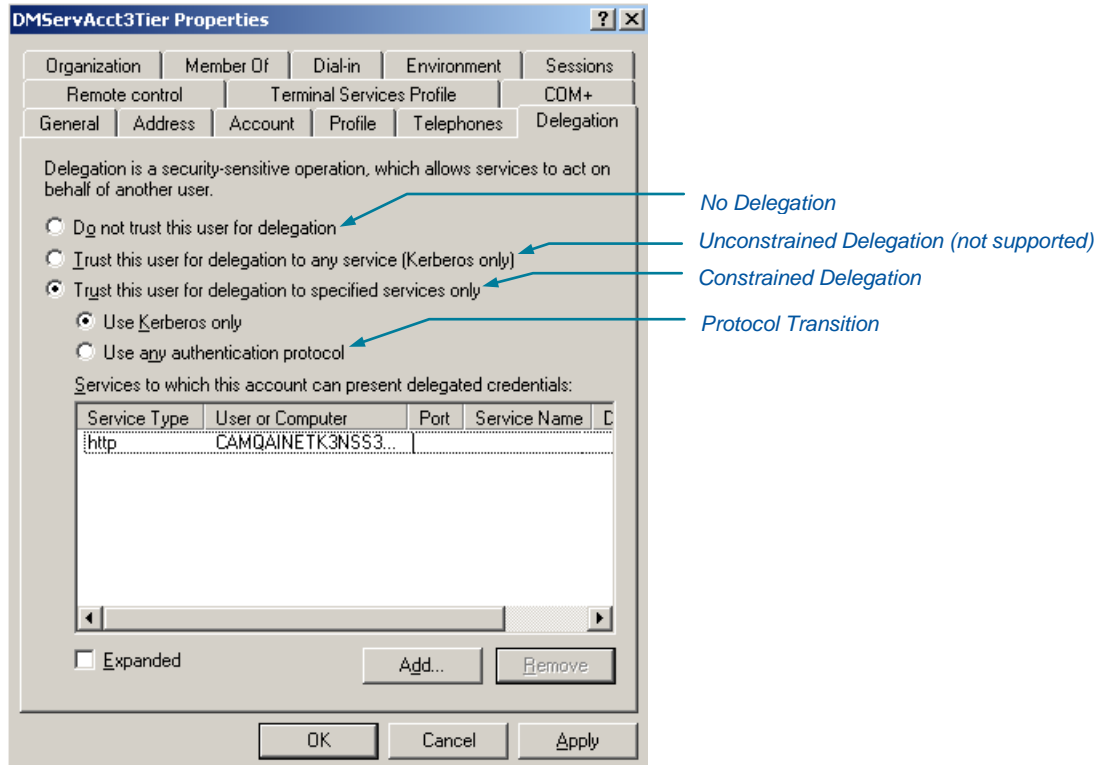 DMServAcct3Tier Properties
Organization Member Of Dial-in Environment Sessions
Remote control Terminal Services Profile COM+
General Address Account Profile Telephones Delegation
Delegation is a security-sensitive operation, which allows services to act on
behalf of another user.
Do not trust this user for delegation
Trust this user for delegation to any service (Kerberos only)
Trust this user for delegation to specified services only
Use Kerberos only
Use any authentication protocol
Services to which this account can present delegated credentials:
Service Type User or Computer Port Service Name D
http CAMQAINETK3NSS3...
Expanded Add... Remove
OK Cancel Apply
No Delegation
Unconstrained Delegation (not supported)
Constrained Delegation
Protocol Transition